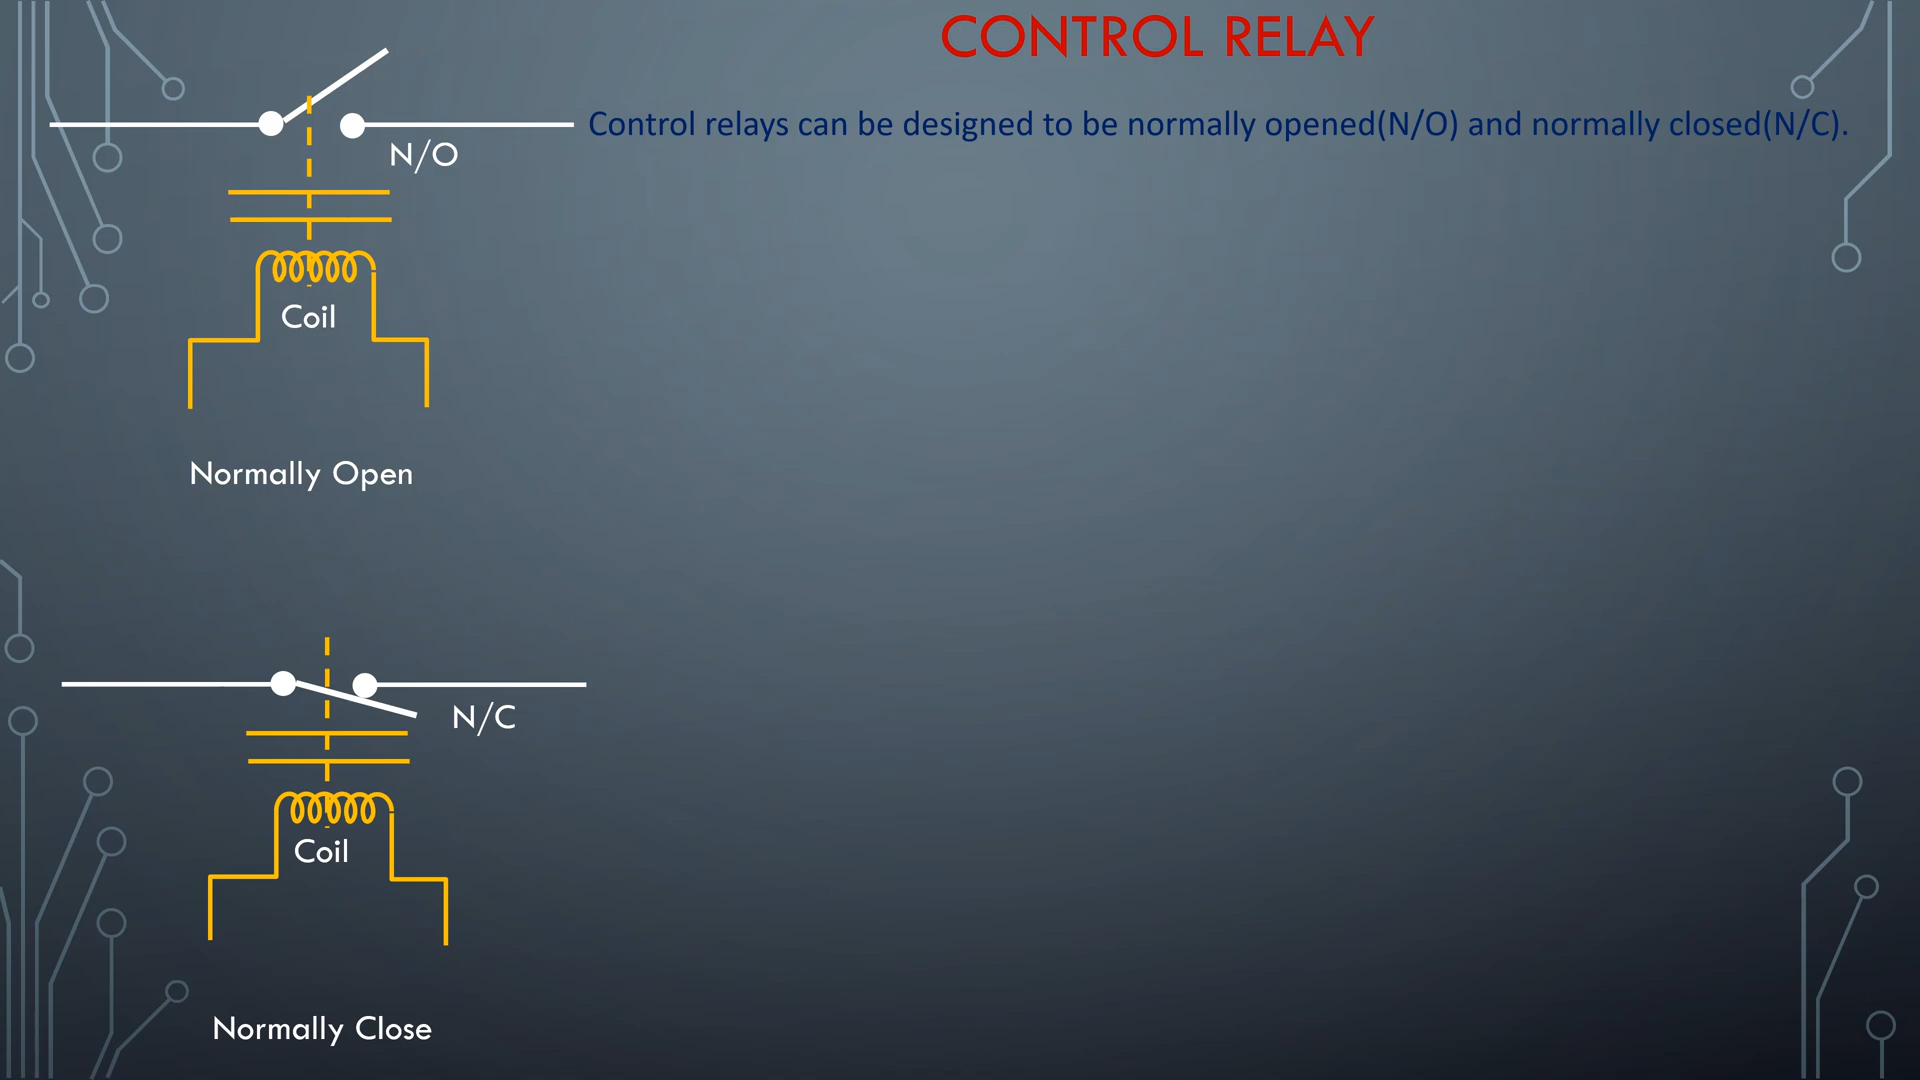 CONTROL RELAY
Control relays can be designed to be normally opened(N/O) and normally closed(N/C).
N/O
Coil
Normally Open
N/C
Coil
Normally Close